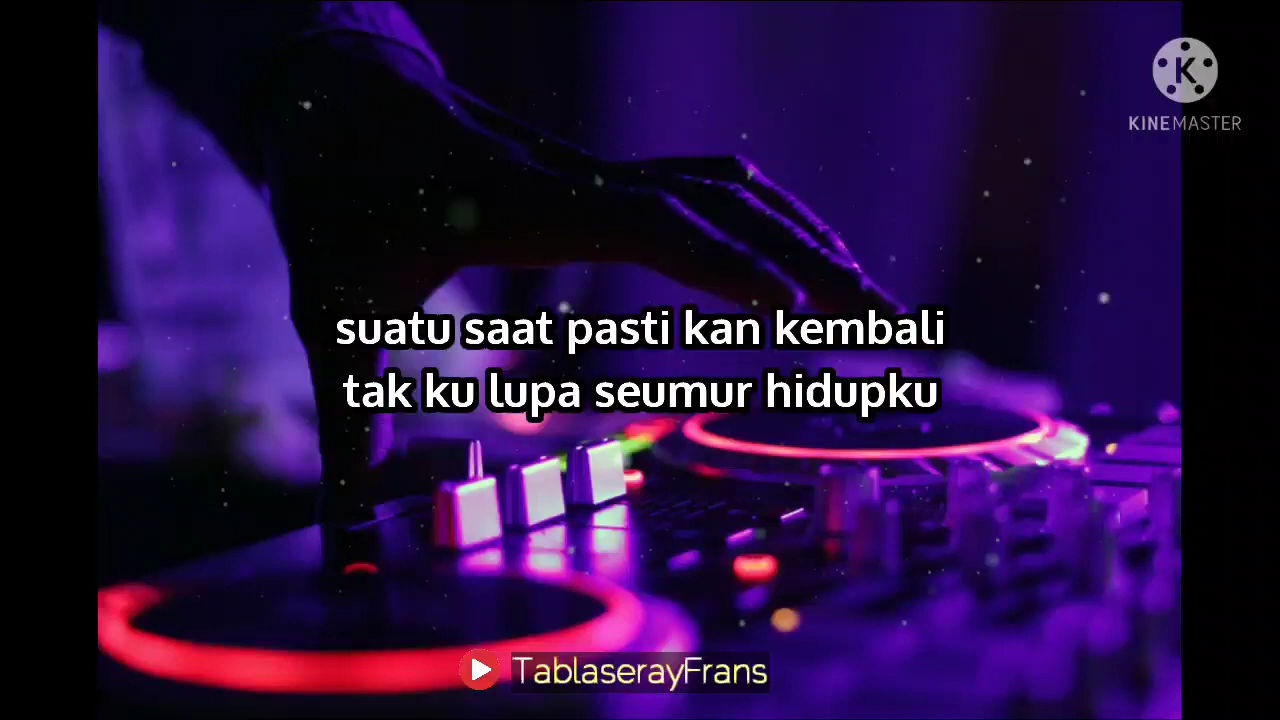 K
KINEMASTER
suatu saat pasti kan kembali
tak ku lupa seumur hidupku
TablaserayFrans